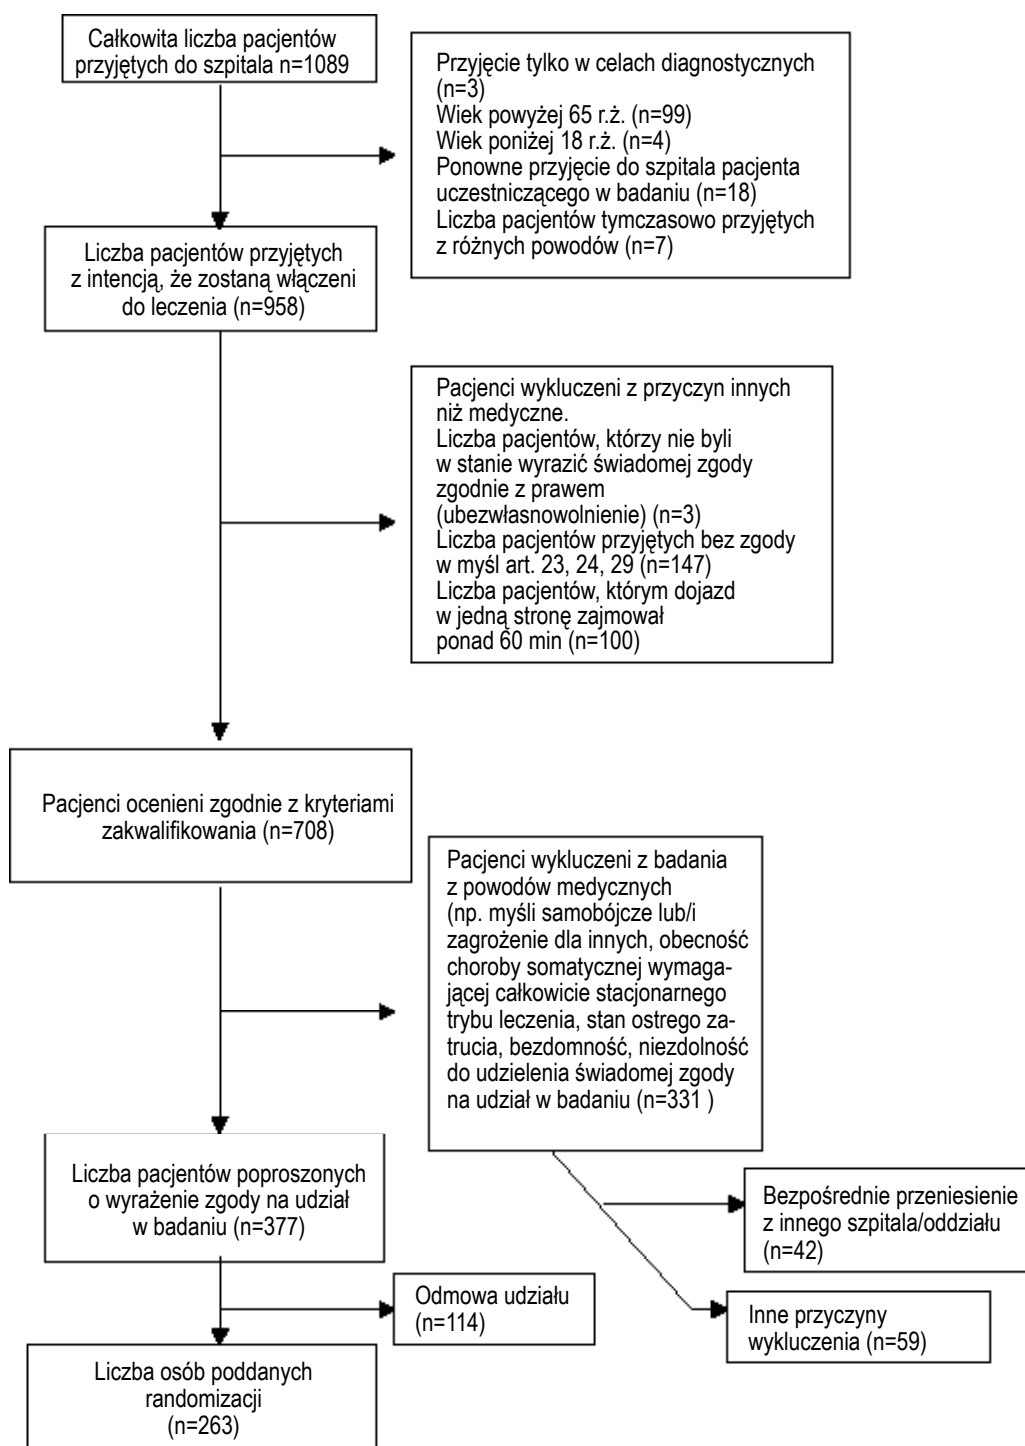 Całkowita liczba pacjentów
przyjętych do szpitala n=1089
Przyjęcie tylko w celach diagnostycznych
(n=3)
Wiek powyżej 65 r.ż. (n=99)
Wiek poniżej 18 r.ż. (n=4)
Ponowne przyjęcie do szpitala pacjenta
uczestniczącego w badaniu (n=18)
Liczba pacjentów tymczasowo przyjętych
z różnych powodów (n=7)
Liczba pacjentów przyjętych
z intencją, że zostaną włączeni
do leczenia (n=958)
Pacjenci wykluczeni z przyczyn innych
niż medyczne.
Liczba pacjentów, którzy nie byli
w stanie wyrazić świadomej zgody
zgodnie z prawem
(ubezwłasnowolnienie) (n=3)
Liczba pacjentów przyjętych bez zgody
w myśl art. 23, 24, 29 (n=147)
Liczba pacjentów, którym dojazd
w jedną stronę zajmował
ponad 60 min (n=100)
Pacjenci ocenieni zgodnie z kryteriami
zakwalifikowania (n=708)
Pacjenci wykluczeni z badania
z powodów medycznych
(np. myśli samobójcze lub/i
zagrożenie dla innych, obecność
choroby somatycznej wymaga-
jącej całkowicie stacjonarnego
trybu leczenia, stan ostrego za-
trucia, bezdomność, niezdolność
do udzielenia świadomej zgody
na udział w badaniu (n=331 )
Liczba pacjentów poproszonych
o wyrażenie zgody na udział
w badaniu (n=377)
Bezpośrednie przeniesienie
z innego szpitala/oddziału
(n=42)
Odmowa udziału
(n=114)
Inne przyczyny
wykluczenia (n=59)
Liczba osób poddanych
randomizacji
(n=263)